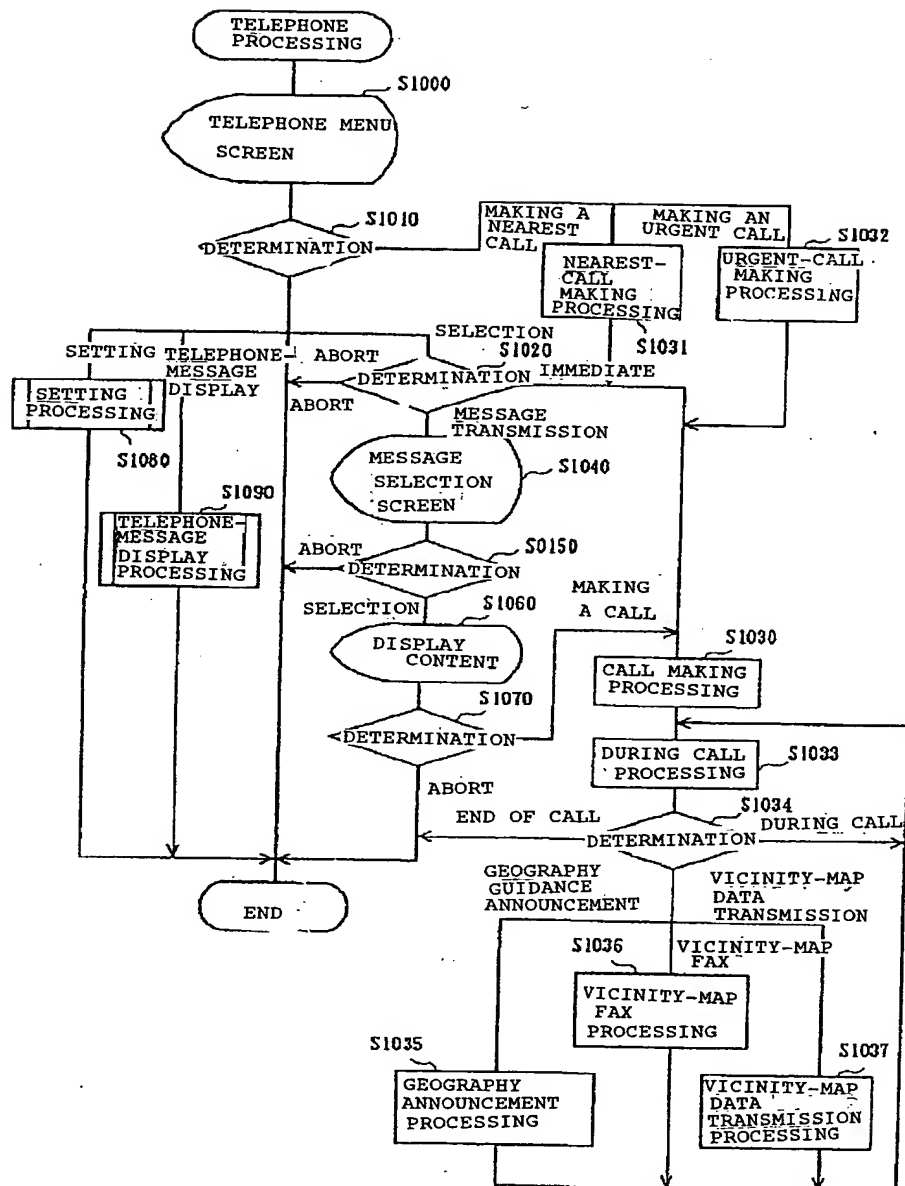 TELEPHONE
PROCESSING
S1000
TELEPHONE MENU
SCREEN
S1010
DETERMINATION
MAKING A
NEAREST
CALL
MAKING AN
URGENT CALL
S1032
NEAREST-
CALL
MAKING
PROCESSING
S1031
URGENT-CALL
MAKING
PROCESSING
SELECTION
SETTING
TELEPHONE-
MESSAGE
DISPLAY
ABORT
S1020
DETERMINATION
IMMEDIATE
ABORT
SETTING
PROCESSING
S1080
MESSAGE
TRANSMISSION
MESSAGE
SELECTION
SCREEN
S1040
S1090
TELEPHONE-
MESSAGE
DISPLAY
PROCESSING
ABORT
S0150
DETERMINATION
SELECTION
S1060
DISPLAY
CONTENT
MAKING
A CALL
S1030
CALL MAKING
PROCESSING
S1070
DETERMINATION
DURING CALL
PROCESSING
S1033
ABORT
END OF CALL
S1034
DETERMINATION
DURING CALL
END
GEOGRAPHY
GUIDANCE
ANNOUNCEMENT
VICINITY-MAP
DATA
TRANSMISSION
S1036
VICINITY-MAP
FAX
VICINITY-MAP
FAX
PROCESSING
S1035
GEOGRAPHY
ANNOUNCEMENT
PROCESSING
S1037
VICINITY-MAP
DATA
TRANSMISSION
PROCESSING